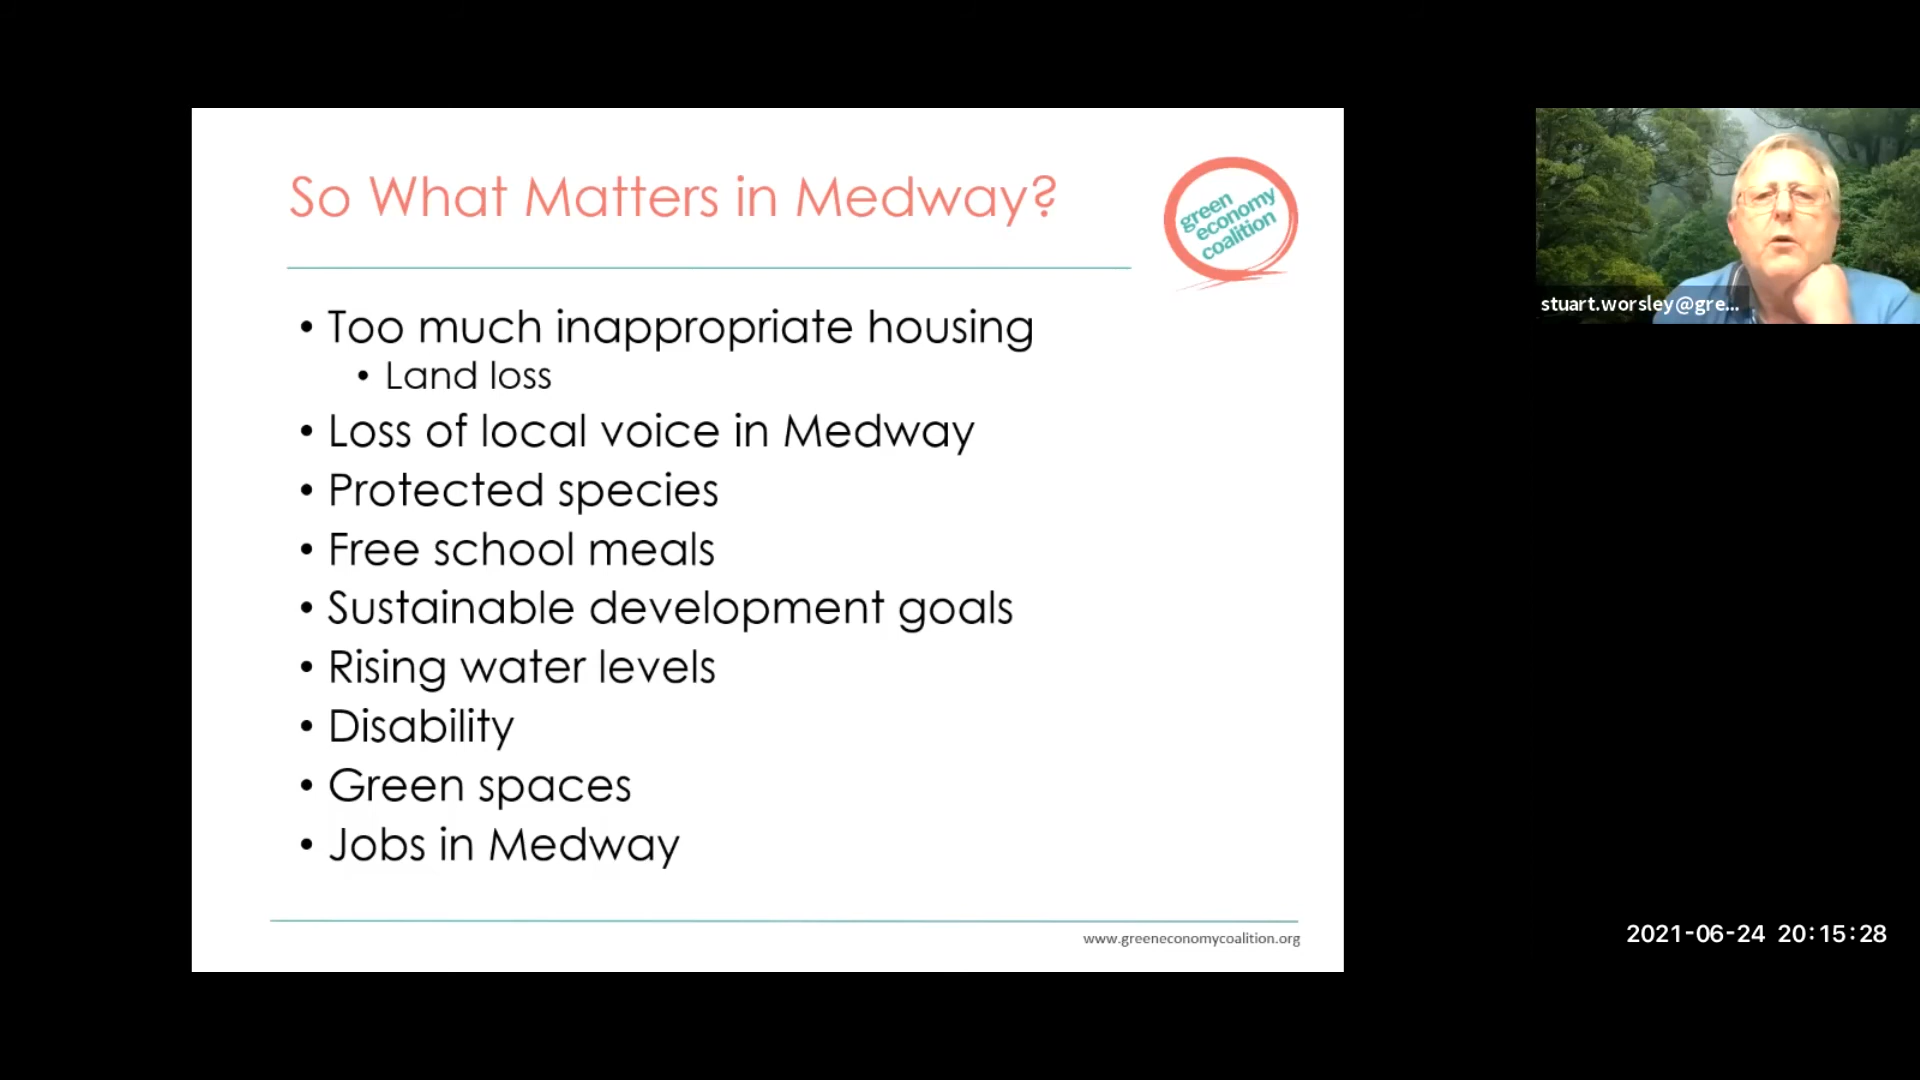 So What Matters in Medway?
green
economy
coalition
• Too much inappropriate housing
• Land loss
• Loss of local voice in Medway
• Protected species
• Free school meals
• Sustainable development goals
• Rising water levels
• Disability
• Green spaces
• Jobs in Medway
www.greeneconomycoalition.org
stuart.worsley@gre...
2021-06-24 20:15:28